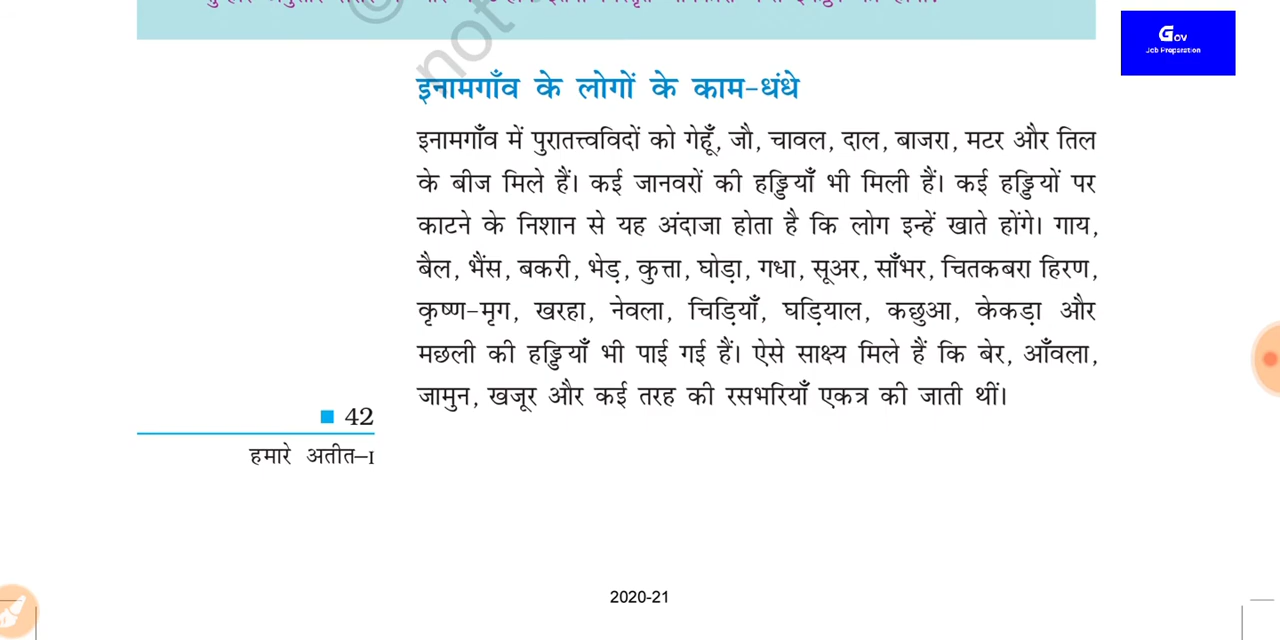 Gov
Job Preparation
not
इनामगाँव के लोगों के काम-धंधे
इनामगाँव में पुरातत्त्वविदों को गेहूँ, जौ, चावल, दाल, बाजरा, मटर और तिल
के बीज मिले हैं। कई जानवरों की हड्डियाँ भी मिली हैं। कई हड्डियों पर
काटने के निशान से यह अंदाजा होता है कि लोग इन्हें खाते होंगे। गाय,
बैल, भैंस, बकरी, भेड़, कुत्ता, घोड़ा, गधा, सूअर, साँभर, चितकबरा हिरण,
कृष्ण-मृग, खरहा, नेवला, चिड़ियाँ, घड़ियाल, कछुआ, केकड़ा और
मछली की हड्डियाँ भी पाई गई हैं। ऐसे साक्ष्य मिले हैं कि बेर, आँवला,
जामुन, खजूर और कई तरह की रसभरियाँ एकत्र की जाती थीं।
■ 42
हमारे अतीत–I
2020-21